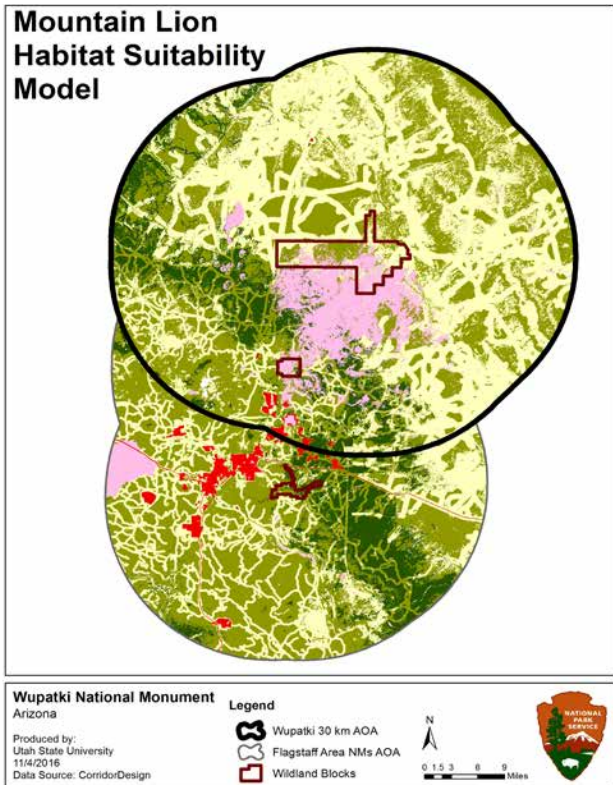 Mountain Lion
Habitat Suitability
Model
Wupatki National Monument
Arizona
Produced by:
Utah State University
11/4/2016
Data Source: CorridorDesign
Legend
Wupatki 30 km AOA
Flagstaff Area NMs AOA
Wildland Blocks
N
0 1.5 3 6 9
Miles
NATIONAL
PARK
SERVICE